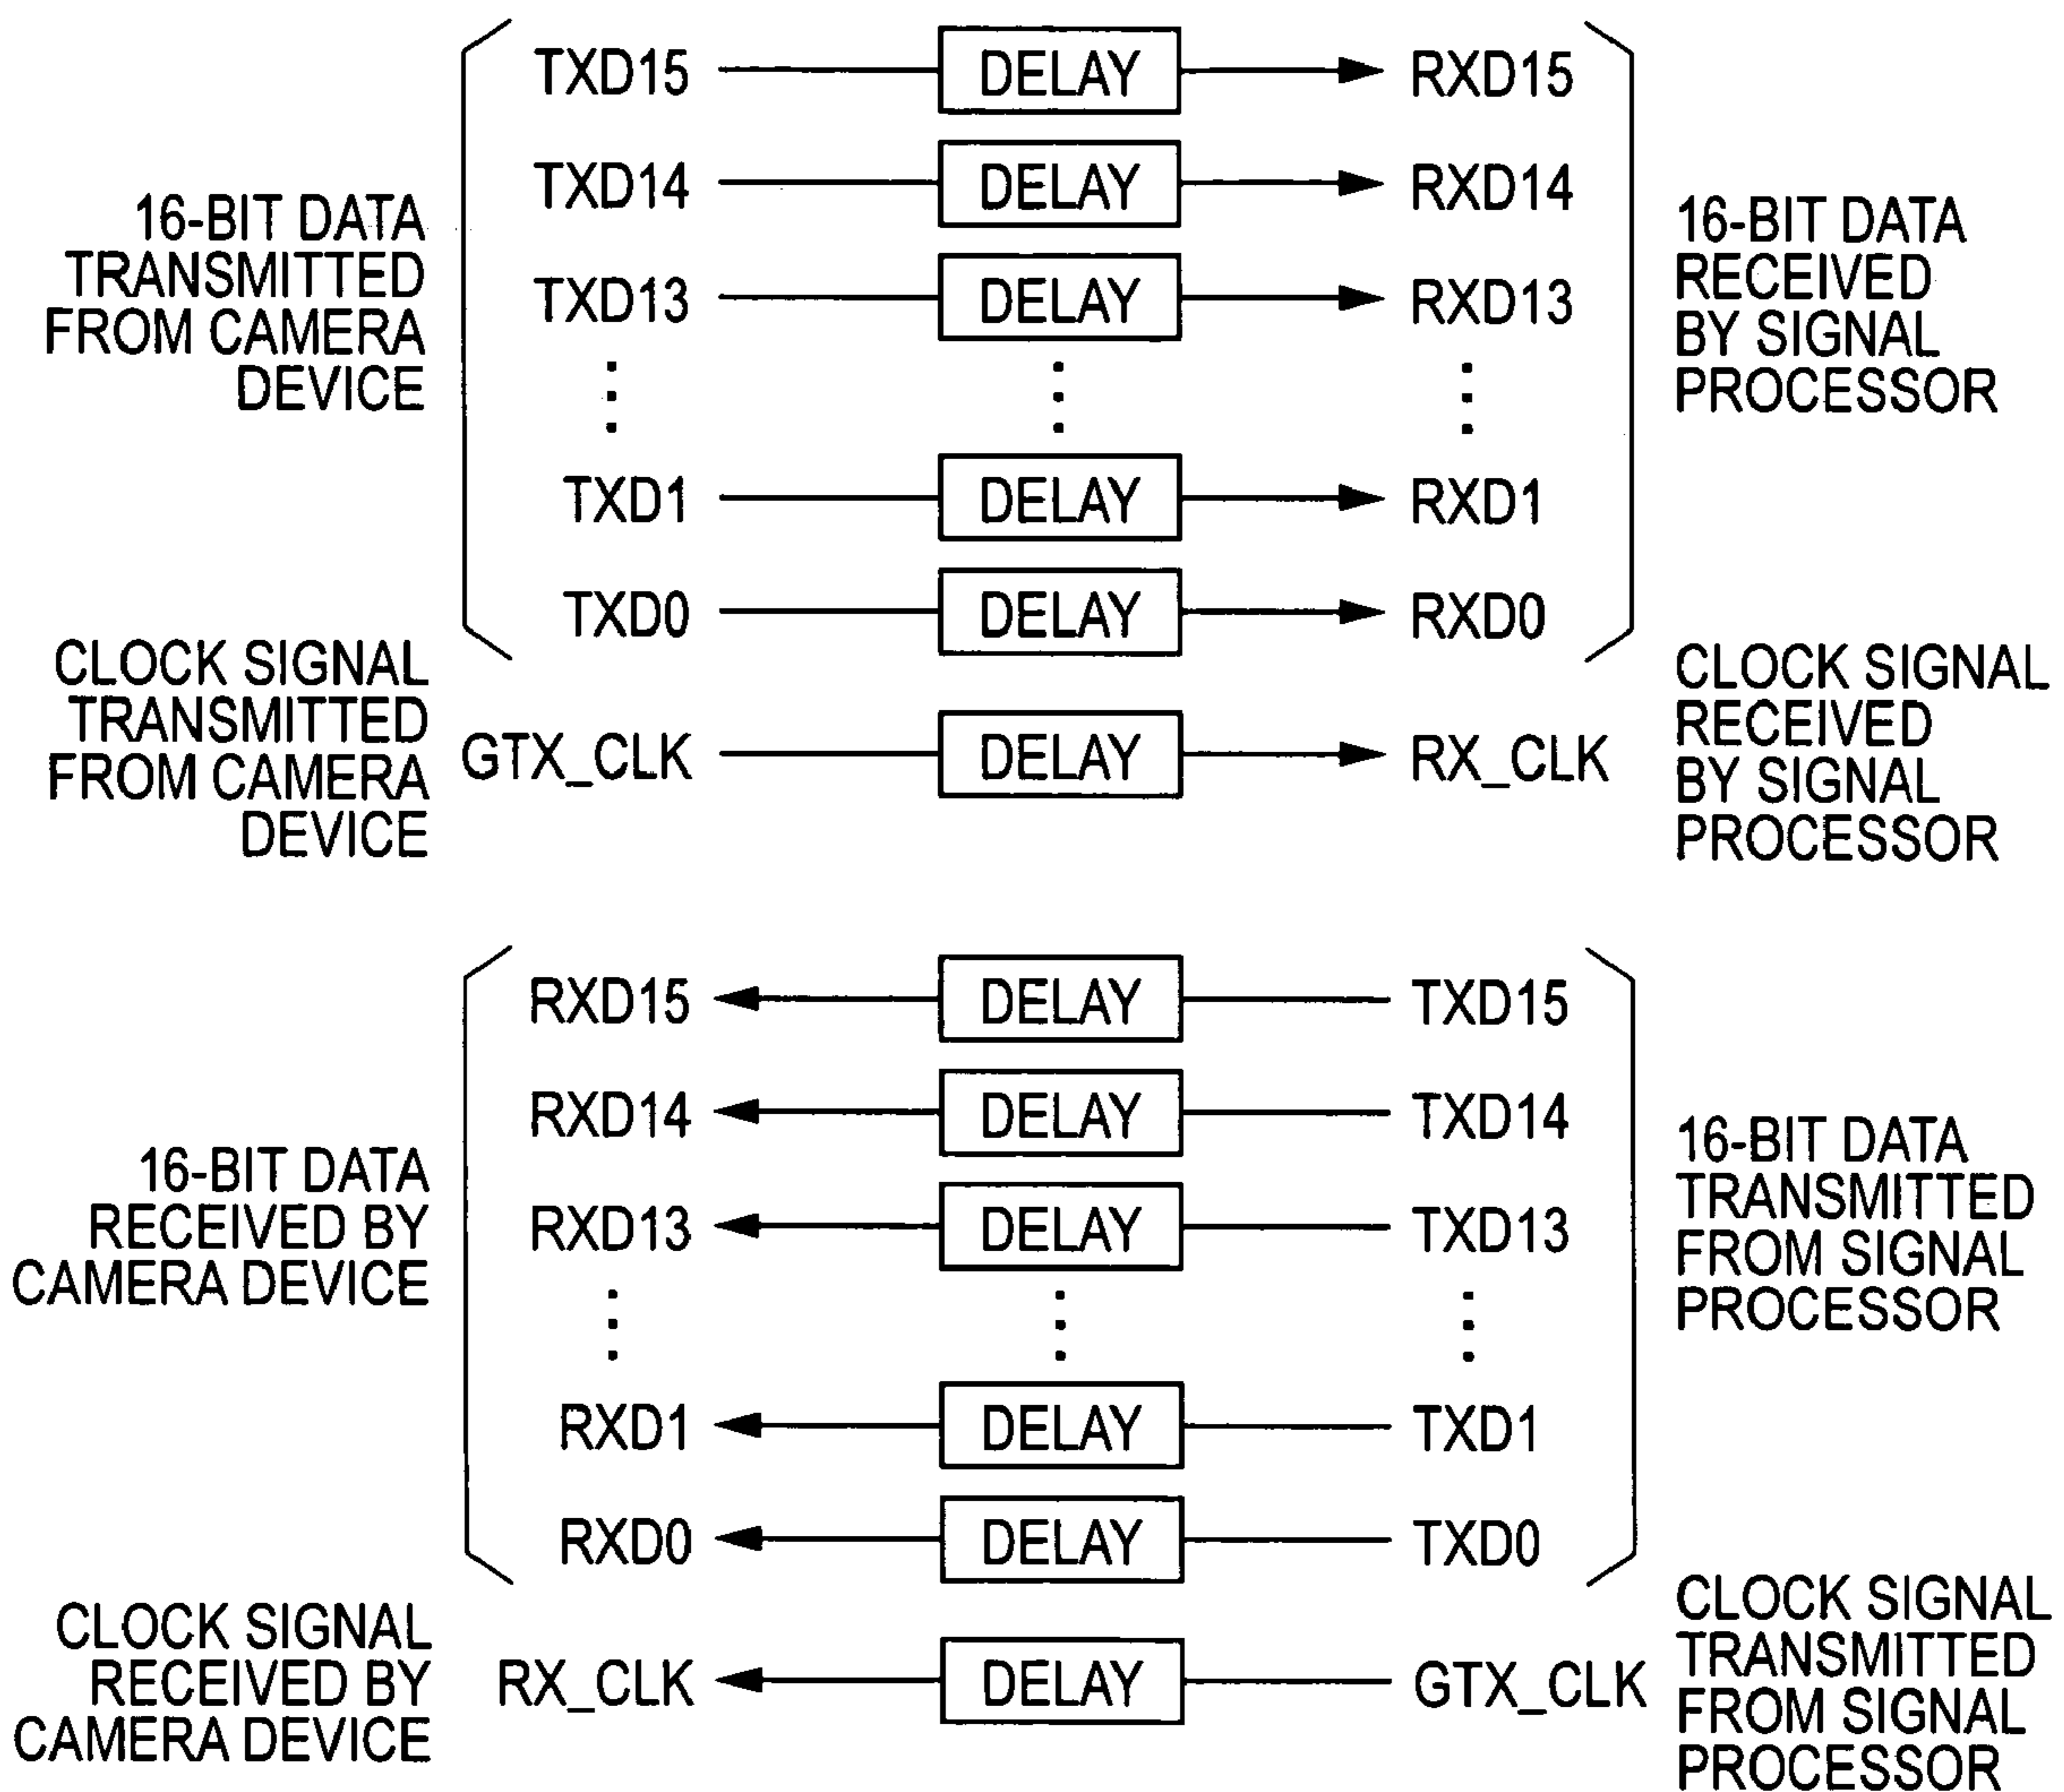 TXD15 DELAY RXD15
TXD14 DELAY RXD14
16-BIT DATA
TRANSMITTED
FROM CAMERA
DEVICE
TXD13 DELAY RXD13
16-BIT DATA
RECEIVED
BY SIGNAL
PROCESSOR
TXD1 DELAY RXD1
TXD0 DELAY RXD0
CLOCK SIGNAL
TRANSMITTED
FROM CAMERA
DEVICE
GTX_CLK DELAY RX_CLK
CLOCK SIGNAL
RECEIVED
BY SIGNAL
PROCESSOR
RXD15 DELAY TXD15
RXD14 DELAY TXD14
16-BIT DATA
RECEIVED BY
CAMERA DEVICE
RXD13 DELAY TXD13
16-BIT DATA
TRANSMITTED
FROM SIGNAL
PROCESSOR
RXD1 DELAY TXD1
RXD0 DELAY TXD0
CLOCK SIGNAL
RECEIVED BY
CAMERA DEVICE
RX_CLK DELAY GTX_CLK
CLOCK SIGNAL
TRANSMITTED
FROM SIGNAL
PROCESSOR